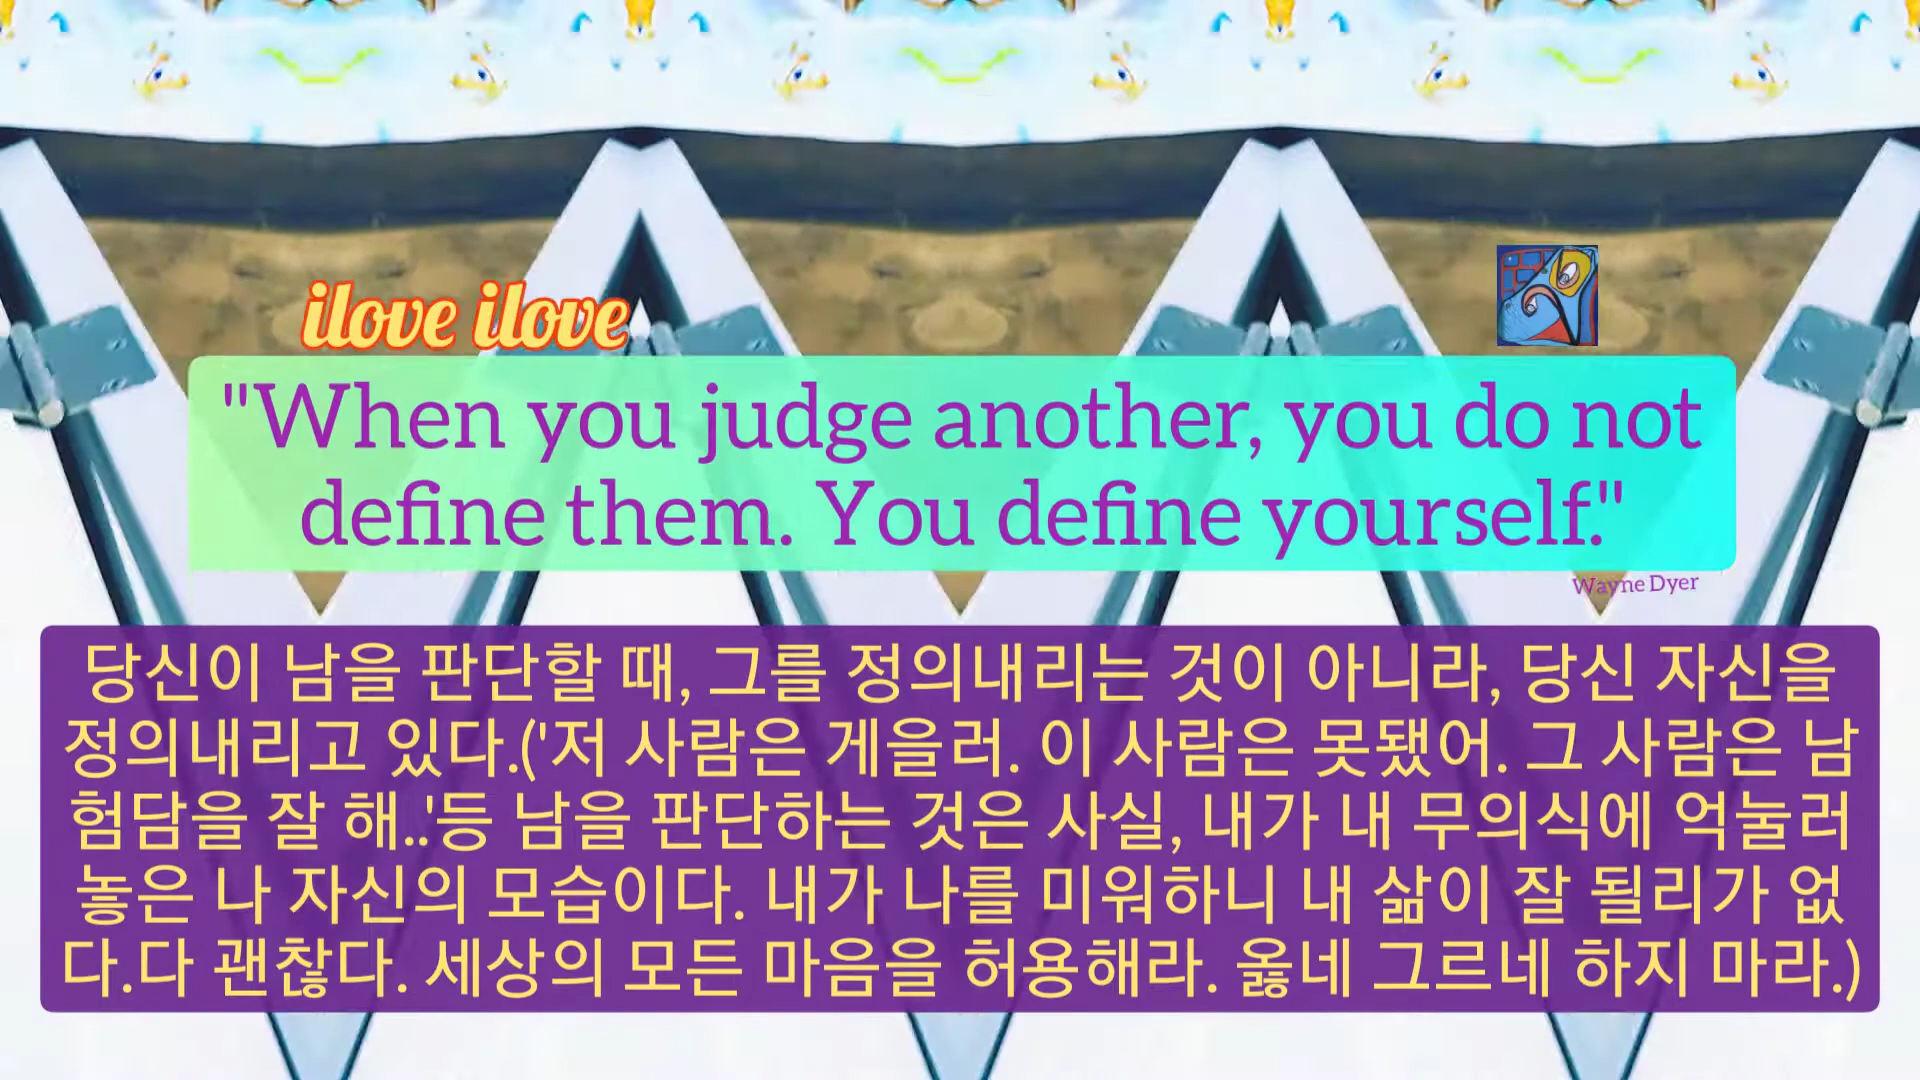 ilove ilove
"When you judge another, you do not
define them. You define yourself."
Wayne Dyer
당신이 남을 판단할 때, 그를 정의내리는 것이 아니라, 당신 자신을
정의내리고 있다.('저 사람은 게을러. 이 사람은 못됐어. 그 사람은 남
험담을 잘 해..'등 남을 판단하는 것은 사실, 내가 내 무의식에 억눌러
놓은 나 자신의 모습이다. 내가 나를 미워하니 내 삶이 잘 될리가 없
다.다 괜찮다. 세상의 모든 마음을 허용해라. 옳네 그르네 하지 마라.)